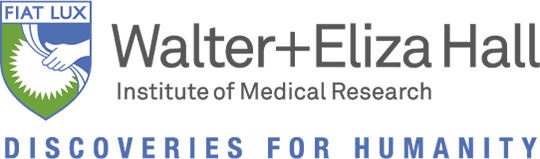 FIAT LUX
Walter+Eliza Hall
Institute of Medical Research
DISCOVERIES FOR HUMANITY